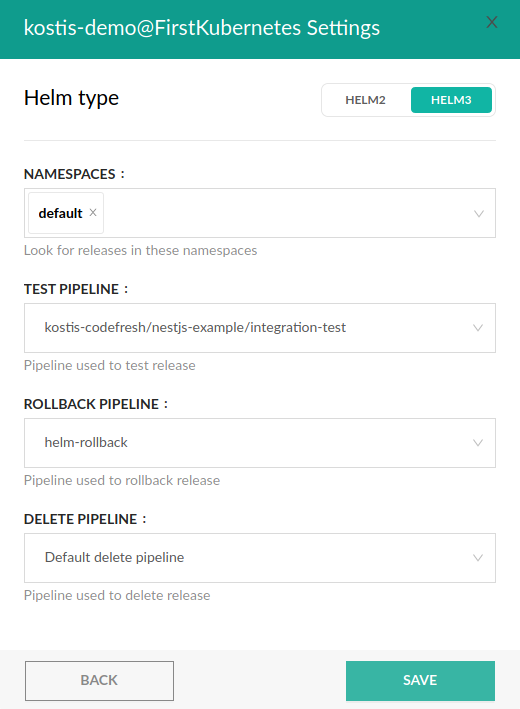 kostis-demo@FirstKubernetes Settings
Helm type
HELM2 HELM3
NAMESPACES :
default
Look for releases in these namespaces
TEST PIPELINE :
kostis-codefresh/nestjs-example/integration-test
Pipeline used to test release
ROLLBACK PIPELINE :
helm-rollback
Pipeline used to rollback release
DELETE PIPELINE :
Default delete pipeline
Pipeline used to delete release
BACK SAVE